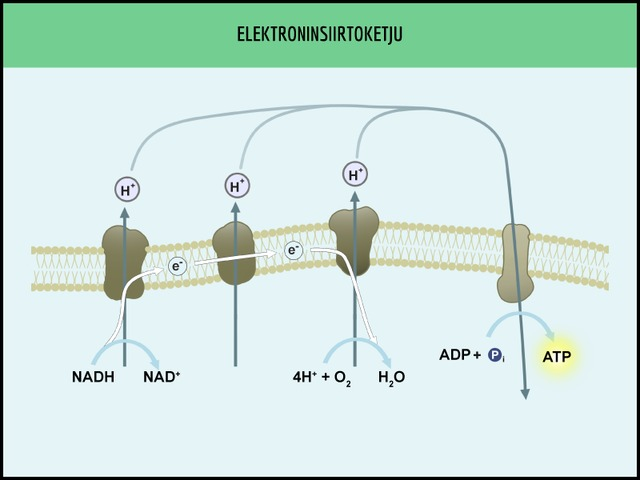 ELEKTRONINSIIRTOKETJU
H⁺ H⁺ H⁺
e⁻ e⁻
NADH NAD⁺ 4H⁺ + O₂ H₂O ADP + Pᵢ ATP